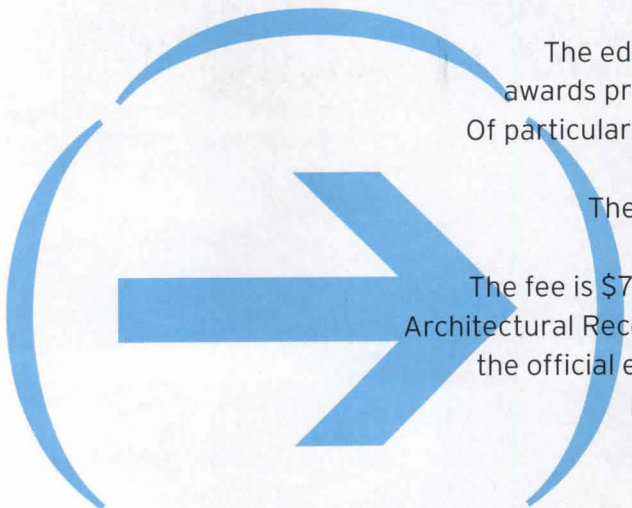 The ed
awards pr
Of particular
The
The fee is $7
Architectural Rec
the official e